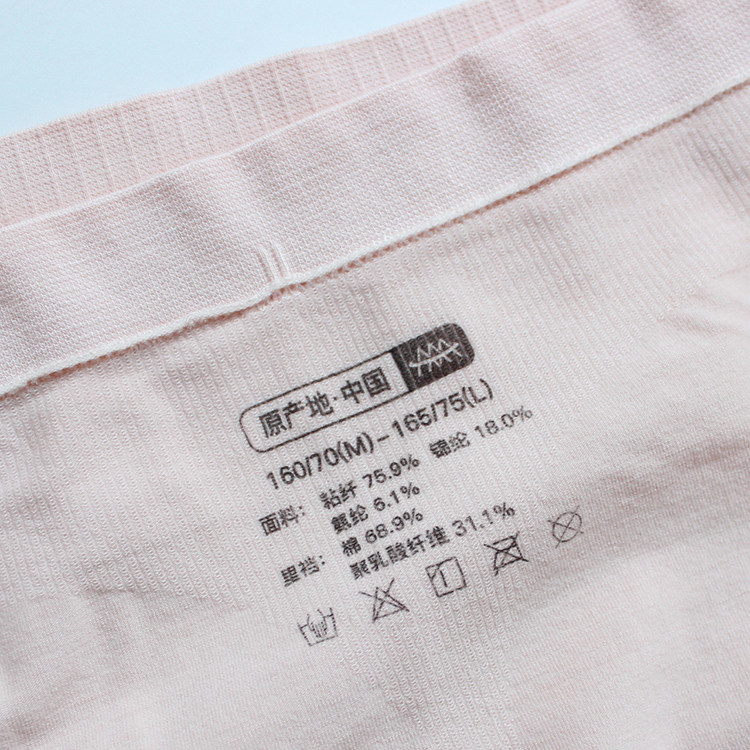 原产地·中国
160/70(M)-165/75(L)
面料: 粘纤 75.9% 锦纶 18.0%
氨纶 6.1%
里裆: 棉 68.9%
聚乳酸纤维 31.1%